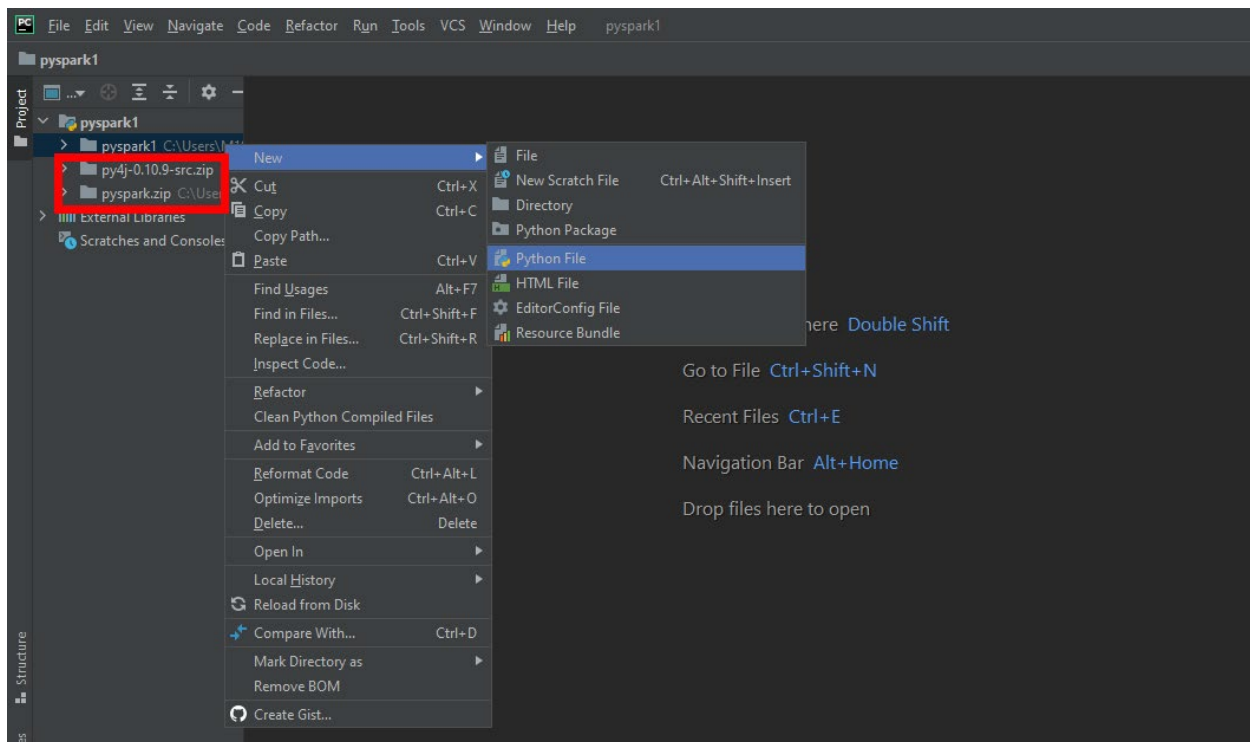 PC File Edit View Navigate Code Refactor Run Tools VCS Window Help pyspark1
pyspark1
Project
...
pyspark1
pyspark1 C:\Users\
py4j-0.10.9-src.zip
pyspark.zip C:\User
External Libraries
Scratches and Consoles
New
Cut Ctrl+X
Copy Ctrl+C
Copy Path...
Paste Ctrl+V
Find Usages Alt+F7
Find in Files... Ctrl+Shift+F
Replace in Files... Ctrl+Shift+R
Inspect Code...
Refactor
Clean Python Compiled Files
Add to Favorites
Reformat Code Ctrl+Alt+L
Optimize Imports Ctrl+Alt+O
Delete... Delete
Open In
Local History
Reload from Disk
Compare With... Ctrl+D
Mark Directory as
Remove BOM
Create Gist...
File
New Scratch File Ctrl+Alt+Shift+Insert
Directory
Python Package
Python File
HTML File
EditorConfig File
Resource Bundle
here Double Shift
Go to File Ctrl+Shift+N
Recent Files Ctrl+E
Navigation Bar Alt+Home
Drop files here to open
Structure